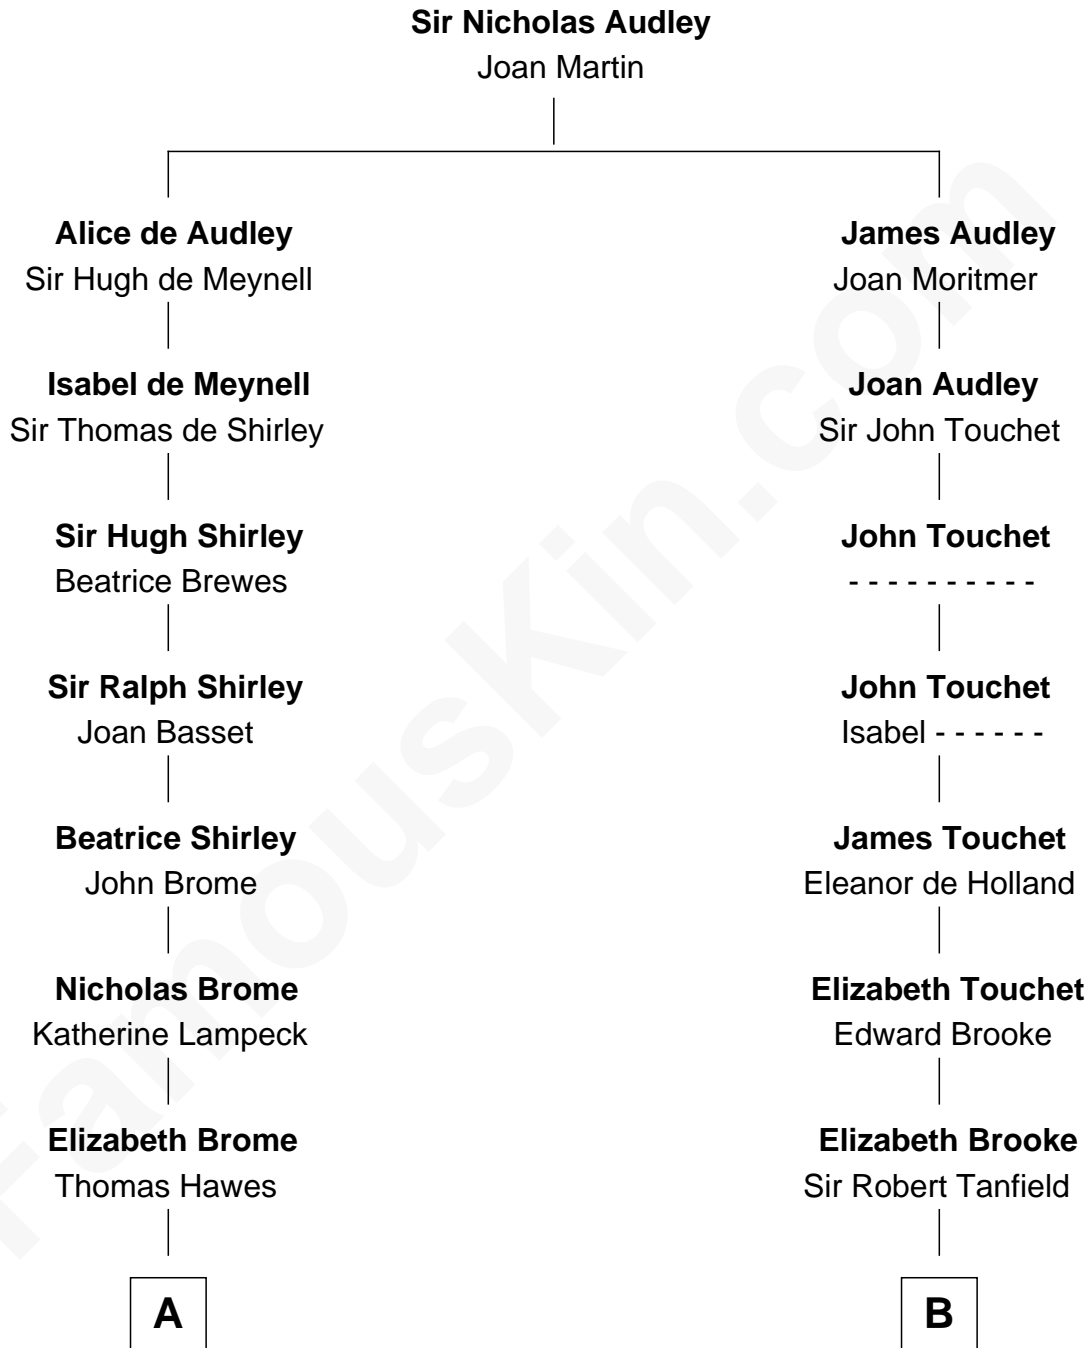 Sir Nicholas Audley
Joan Martin
Alice de Audley
Sir Hugh de Meynell
James Audley
Joan Moritmer
Isabel de Meynell
Sir Thomas de Shirley
Joan Audley
Sir John Touchet
Sir Hugh Shirley
Beatrice Brewes
John Touchet
- - - - - - - - - -
Sir Ralph Shirley
Joan Basset
John Touchet
Isabel - - - - - -
Beatrice Shirley
John Brome
James Touchet
Eleanor de Holland
Nicholas Brome
Katherine Lampeck
Elizabeth Touchet
Edward Brooke
Elizabeth Brome
Thomas Hawes
Elizabeth Brooke
Sir Robert Tanfield
A
B
FamousKin.com